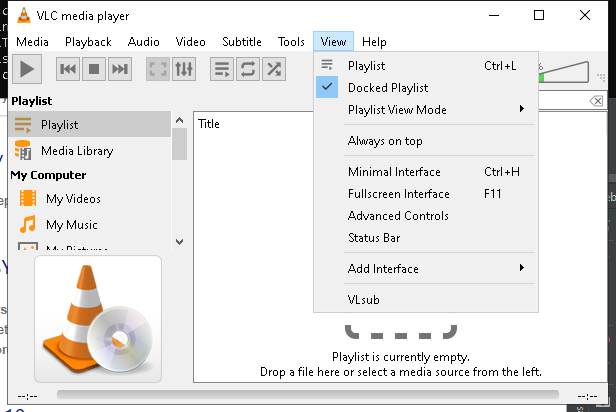 VLC media player
Media Playback Audio Video Subtitle Tools View Help
Playlist
Playlist
Media Library
My Computer
My Videos
My Music
My Pictures
Title
Playlist Ctrl+L
Docked Playlist
Playlist View Mode
Always on top
Minimal Interface Ctrl+H
Fullscreen Interface F11
Advanced Controls
Status Bar
Add Interface
VLsub
%
Playlist is currently empty.
Drop a file here or select a media source from the left.
--:-- --:--